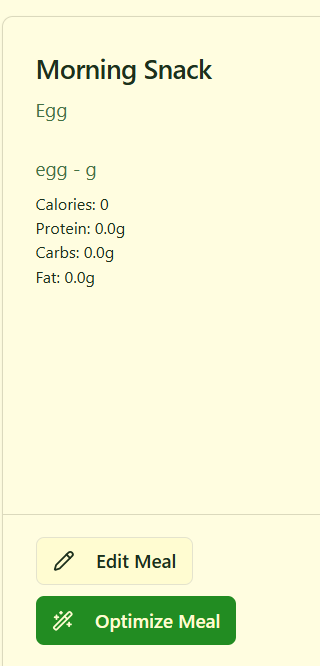 Morning Snack
Egg
egg - g
Calories: 0
Protein: 0.0g
Carbs: 0.0g
Fat: 0.0g
Edit Meal
Optimize Meal